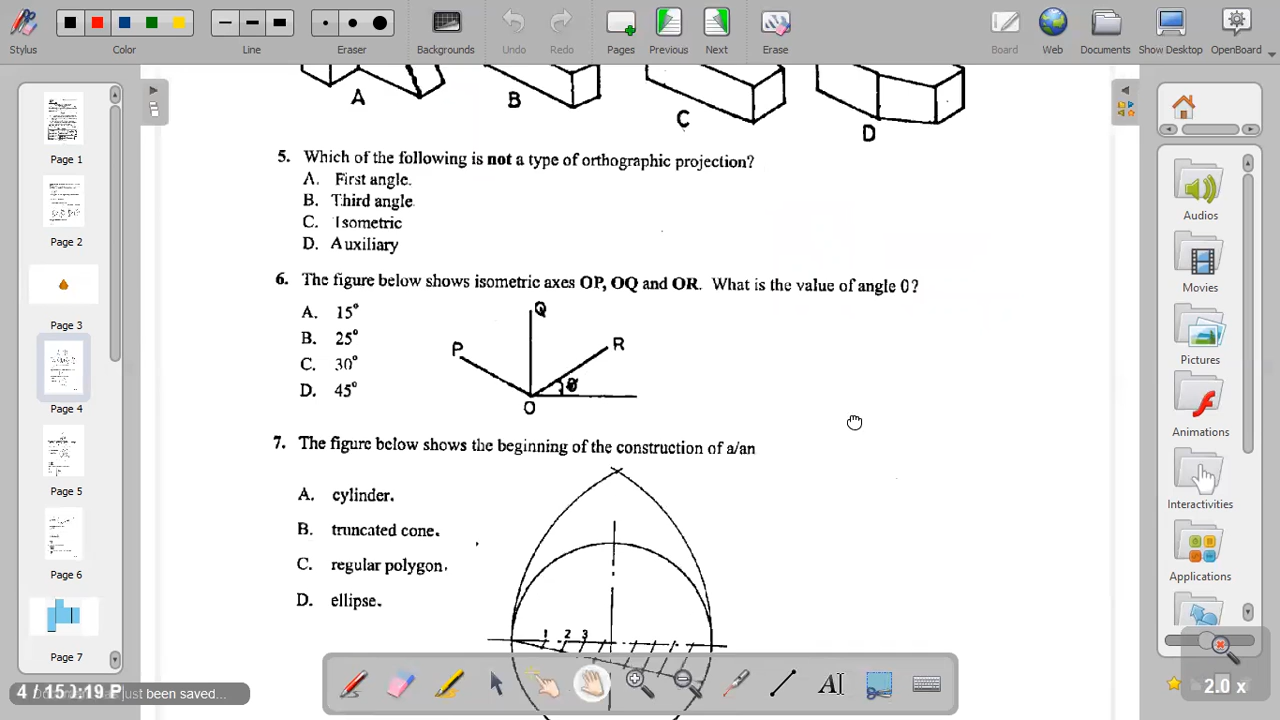 Stylus
Color
Line
Eraser
Backgrounds
Undo
Redo
Pages
Previous
Next
Erase
Board
Web
Documents
Show Desktop
OpenBoard
Page 1
Page 2
Page 3
Page 4
Page 5
Page 6
Page 7
A
B
C
D
5. Which of the following is not a type of orthographic projection?
A. First angle.
B. Third angle
C. Isometric
D. Auxiliary
6. The figure below shows isometric axes OP, OQ and OR. What is the value of angle θ?
A. 15°
B. 25°
C. 30°
D. 45°
Q
P
R
θ
O
7. The figure below shows the beginning of the construction of a/an
A. cylinder.
B. truncated cone.
C. regular polygon.
D. ellipse.
1 2 3
Audios
Movies
Pictures
Animations
Interactivities
Applications
4 / 15
just been saved...
2.0 x